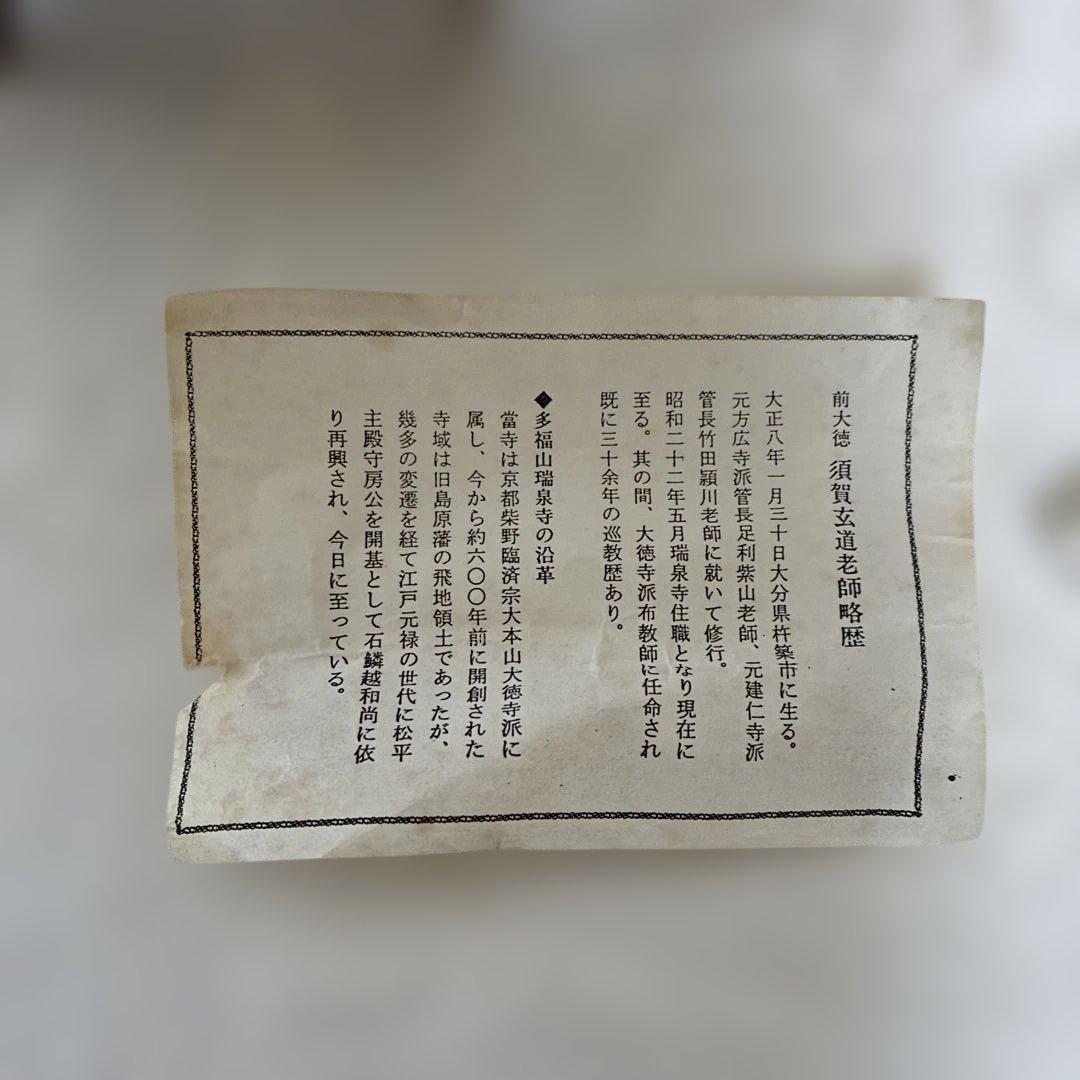 前大徳 須賀玄道老師略歴
大正八年一月三十日大分県杵築市に生る。
元方広寺派管長足利紫山老師、元建仁寺派
管長竹田頴川老師に就いて修行。
昭和二十二年五月瑞泉寺住職となり現在に
至る。其の間、大徳寺派布教師に任命され
既に三十余年の巡教歴あり。
◆多福山瑞泉寺の沿革
當寺は京都柴野臨済宗大本山大徳寺派に
属し、今から約六〇〇年前に開創された
寺域は旧島原藩の飛地領土であったが、
幾多の変遷を経て江戸元禄の世代に松平
主殿守房公を開基として石鱗越和尚に依
り再興され、今日に至っている。